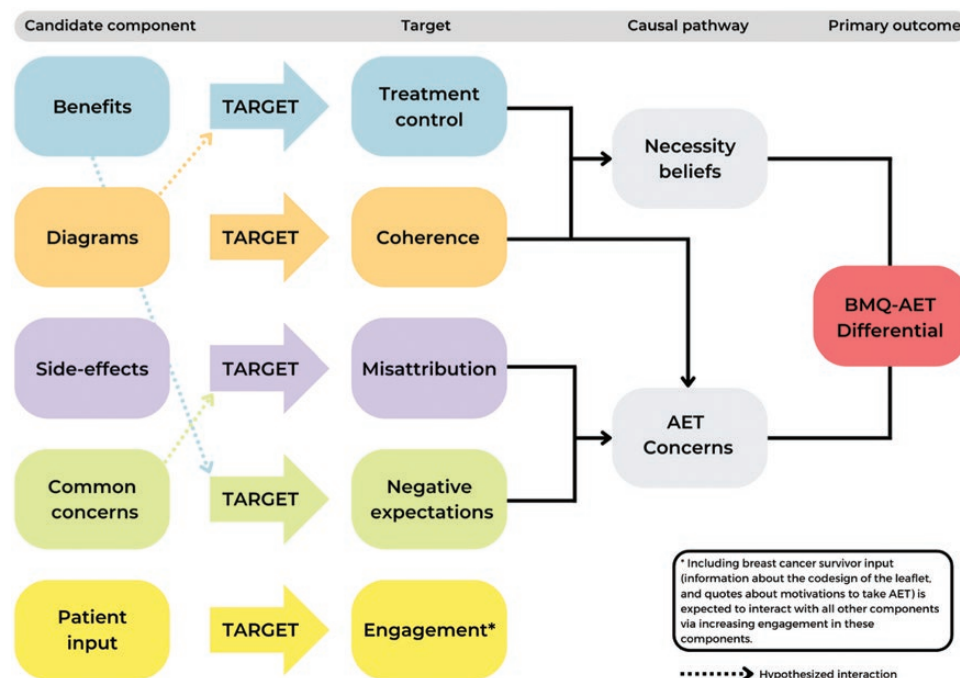 Candidate component Target Causal pathway Primary outcome
Benefits TARGET Treatment
control
Necessity
beliefs
Diagrams TARGET Coherence
BMQ-AET
Differential
Side-effects TARGET Misattribution
AET
Concerns
Common
concerns
TARGET Negative
expectations
Patient
input
TARGET Engagement*
* Including breast cancer survivor input
(information about the codesign of the leaflet,
and quotes about motivations to take AET) is
expected to interact with all other components
via increasing engagement in these
components.
Hypothesized interaction